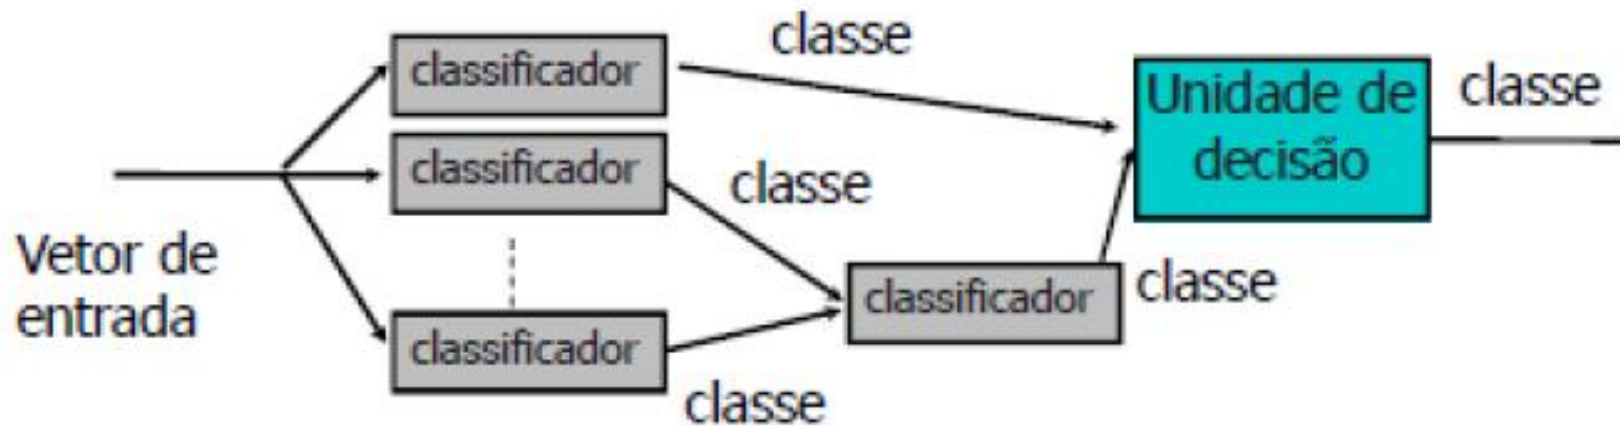 classe
classificador
Unidade de
decisão
classe
classificador
classe
Vetor de
entrada
classificador
classe
classificador
classe